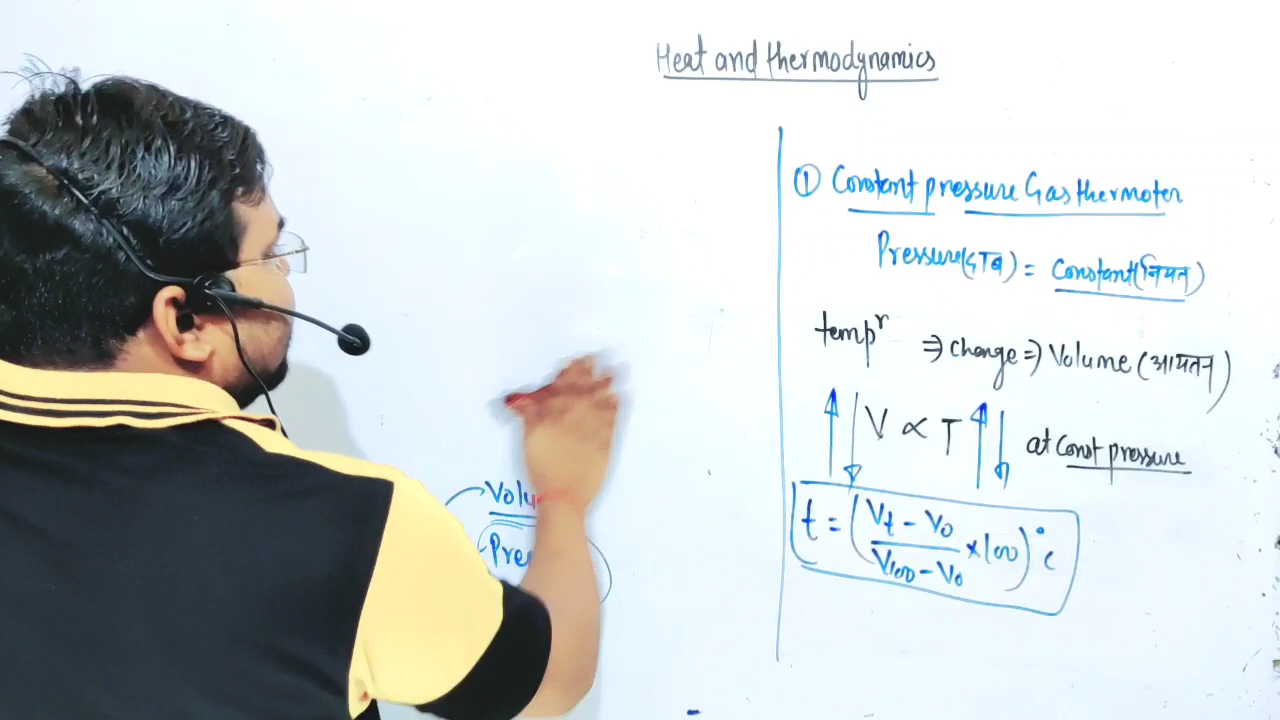 Heat and thermodynamics
① Constant pressure Gas thermoter
Pressure(दाब) = Constant(नियत)
tempʳ ⇒ change ⇒ Volume (आयतन)
V ∝ T at Const pressure
t = (Vt - V0 / V100 - V0 × 100)°c